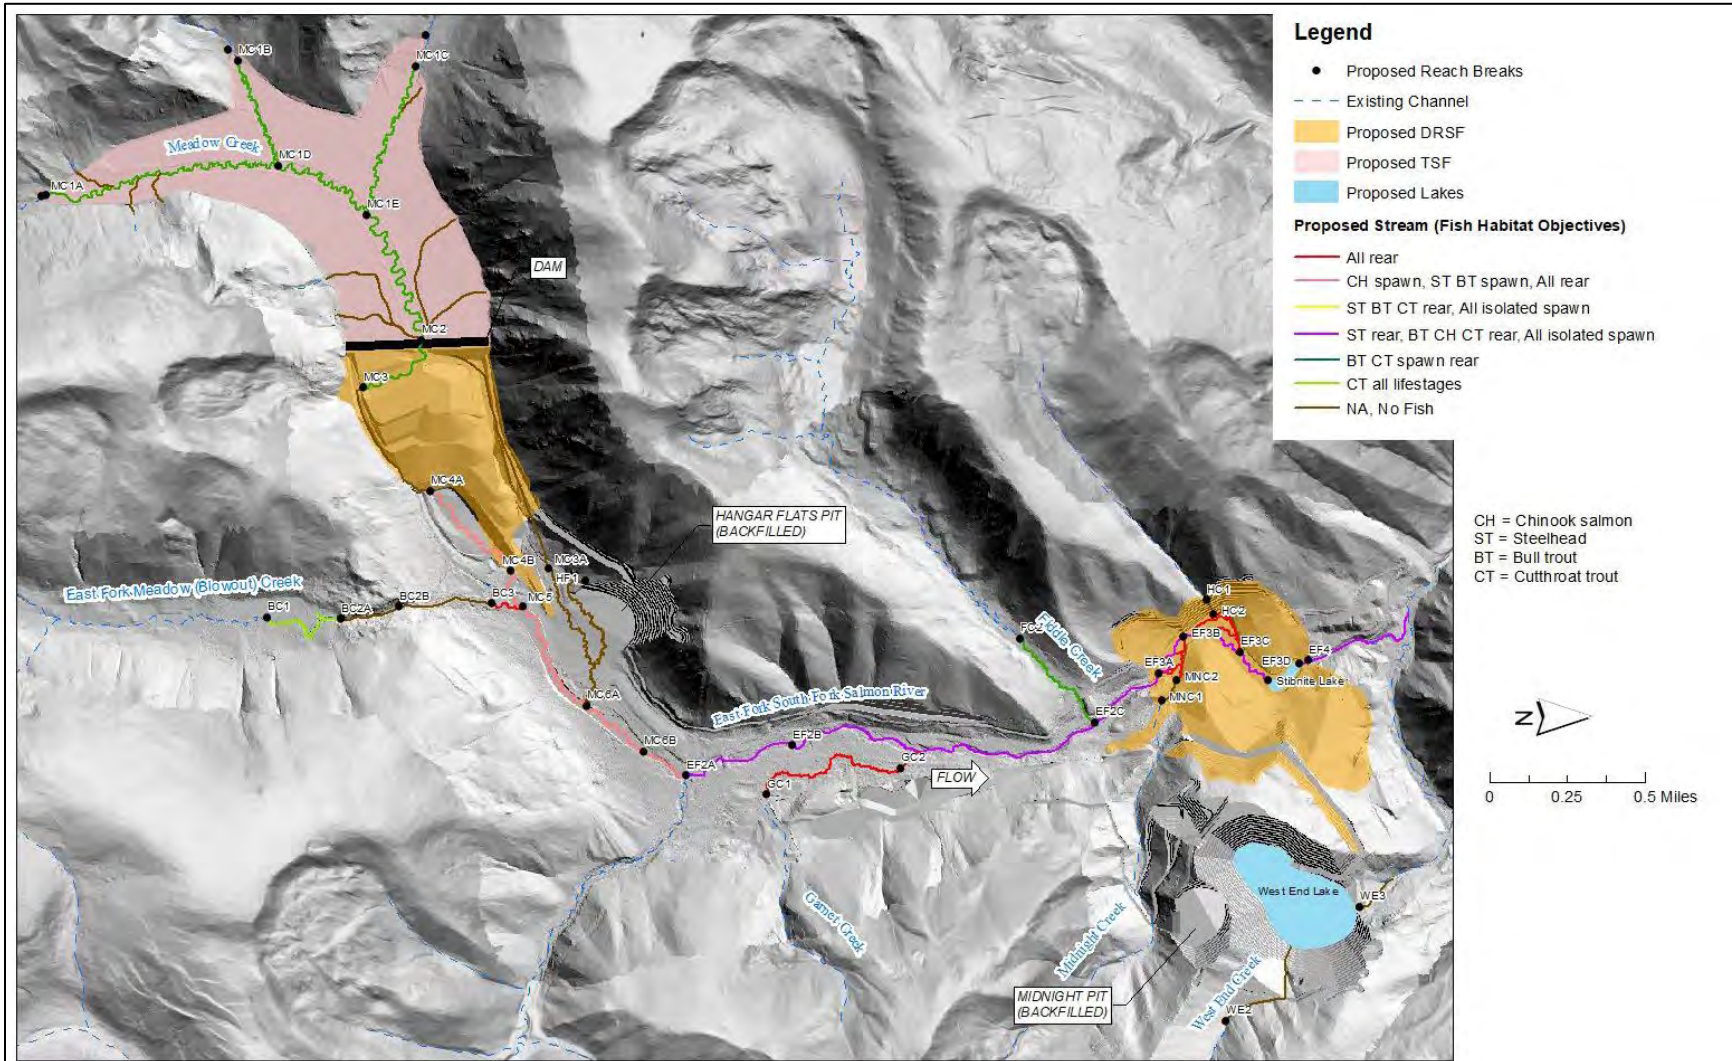 MC1B
MC1C
Meadow Creek
MC1D
MC1A
MC1E
DAM
MC2
MC3
MC4A
HANGAR FLATS PIT
(BACKFILLED)
MC4B
MC3A
HF1
East Fork Meadow (Blowout) Creek
BC1
BC2A
BC2B
BC3
MC5
MC6A
MC6B
East Fork South Fork Salmon River
EF2A
EF2B
GC1
GC2
FLOW
EF2C
FC2
Fiddle Creek
HC1
HC2
EF3B
EF3C
EF3A
EF3D
EF4
MNC2
MNC1
Stibnite Lake
Garnet Creek
Midnight Creek
West End Lake
WE3
MIDNIGHT PIT
(BACKFILLED)
West End Creek
WE2
Legend
Proposed Reach Breaks
Existing Channel
Proposed DRSF
Proposed TSF
Proposed Lakes
Proposed Stream (Fish Habitat Objectives)
All rear
CH spawn, ST BT spawn, All rear
ST BT CT rear, All isolated spawn
ST rear, BT CH CT rear, All isolated spawn
BT CT spawn rear
CT all lifestages
NA, No Fish
CH = Chinook salmon
ST = Steelhead
BT = Bull trout
CT = Cutthroat trout
N
0 0.25 0.5 Miles